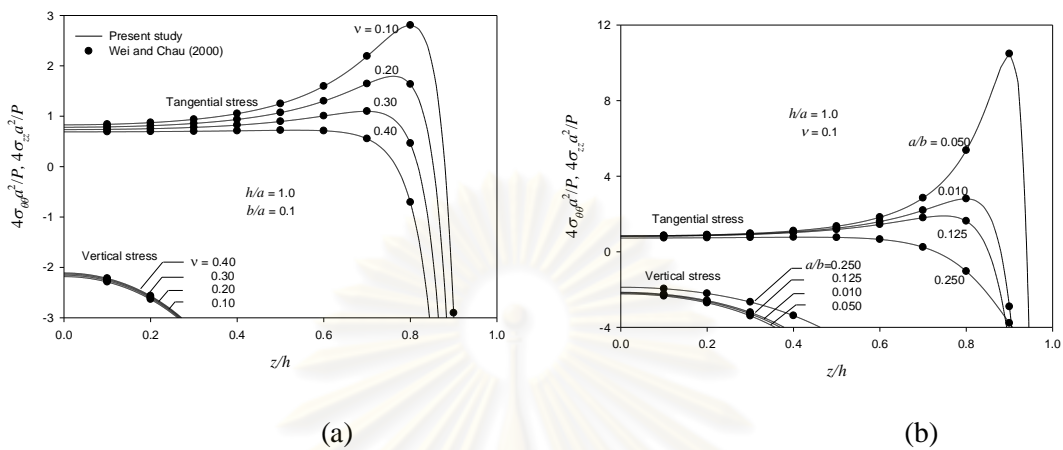 3
2
1
0
-1
-2
-3
4σθθa²/P, 4σzza²/P
Present study
Wei and Chau (2000)
ν = 0.10
0.20
0.30
0.40
Tangential stress
h/a = 1.0
b/a = 0.1
Vertical stress
ν = 0.40
0.30
0.20
0.10
0.0 0.2 0.4 0.6 0.8 1.0
z/h
(a)
12
8
4
0
-4
4σθθa²/P, 4σzza²/P
h/a = 1.0
ν = 0.1
a/b = 0.050
0.010
0.125
0.250
Tangential stress
Vertical stress
a/b=0.250
0.125
0.010
0.050
0.0 0.2 0.4 0.6 0.8 1.0
z/h
(b)